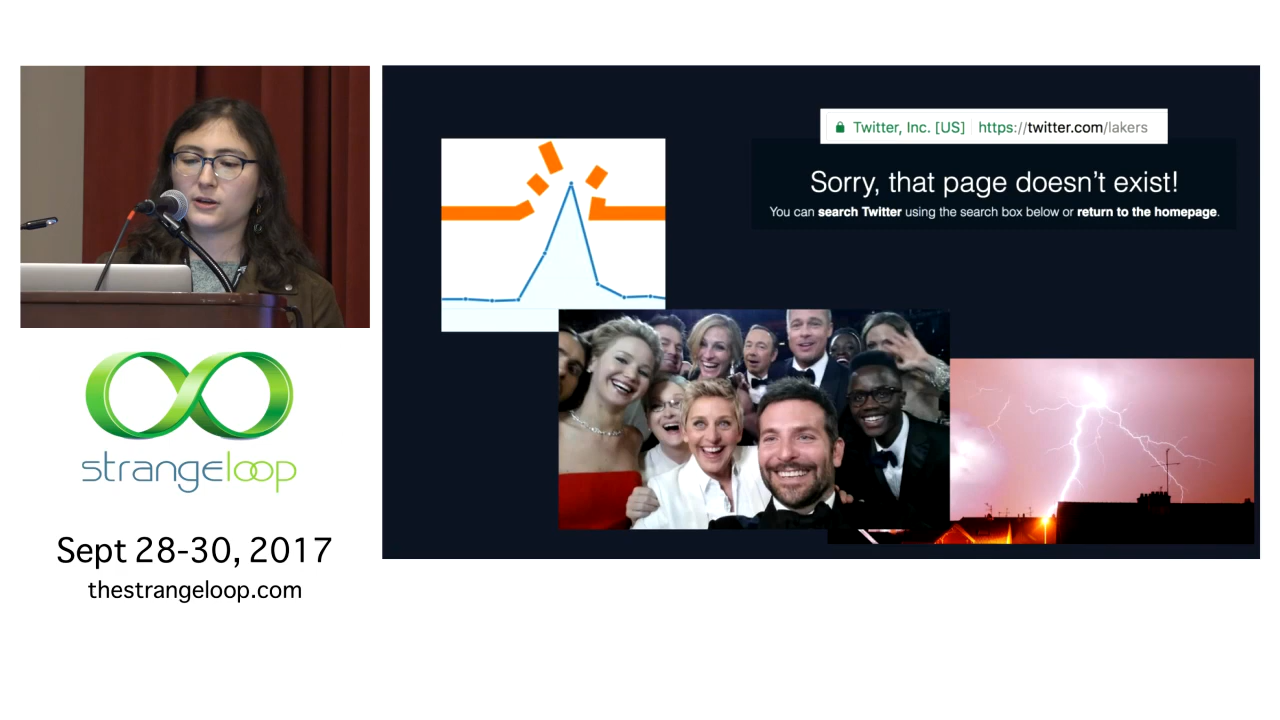 Twitter, Inc. [US] https://twitter.com/lakers
Sorry, that page doesn't exist!
You can search Twitter using the search box below or return to the homepage.
strangeloop
Sept 28-30, 2017
thestrangeloop.com